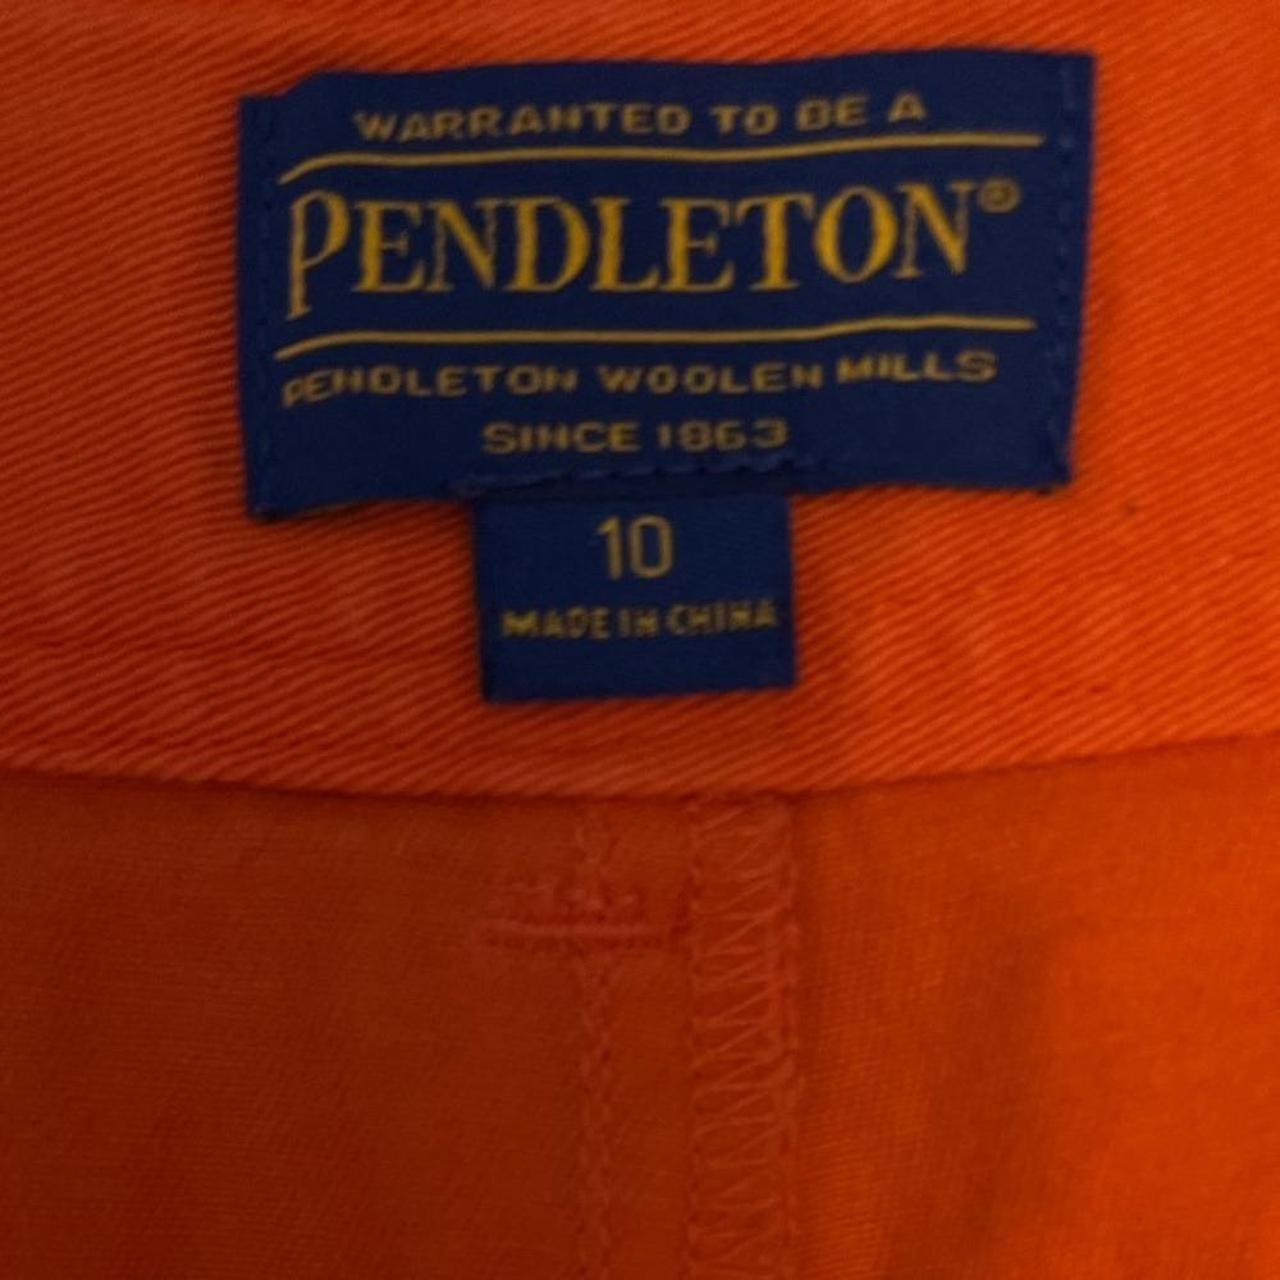 WARRANTED TO BE A
PENDLETON®
PENDLETON WOOLEN MILLS
SINCE 1863
10
MADE IN CHINA